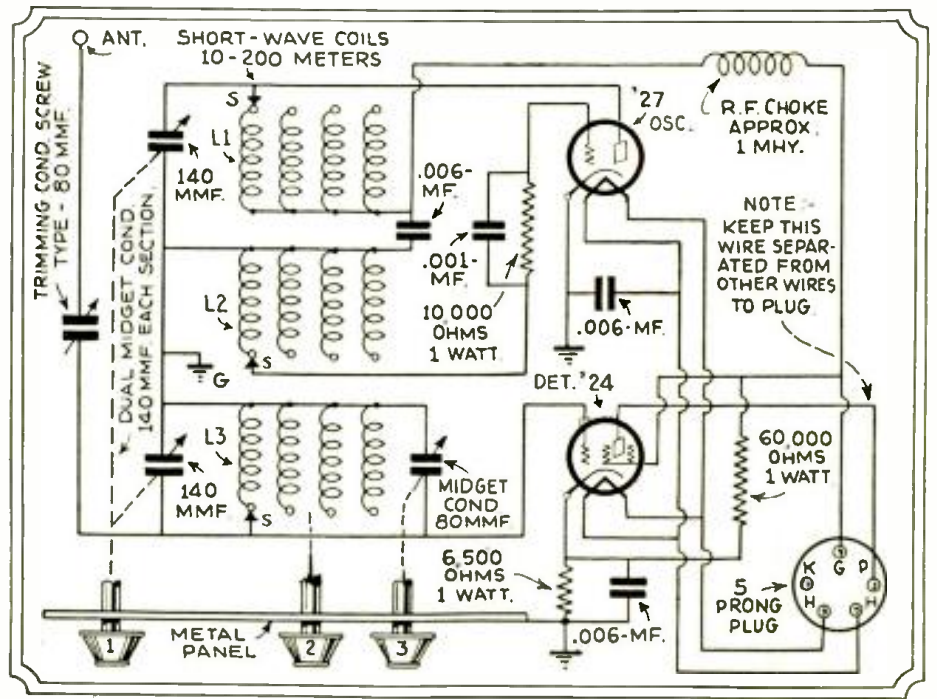 ANT.
SHORT-WAVE COILS
10-200 METERS
TRIMMING COND. SCREW
TYPE - 80 MMF.
S
L1
140
MMF.
.006-
MF.
.001-
MF.
'27
OSC.
R.F. CHOKE
APPROX.
1 MHY.
NOTE:-
KEEP THIS
WIRE SEPAR-
ATED FROM
OTHER WIRES
TO PLUG.
DUAL MIDGET COND.
140 MMF. EACH SECTION.
L2
S
G
10,000
OHMS
1 WATT.
.006-MF.
DET. '24
L3
S
140
MMF.
MIDGET
COND
80MMF.
60,000
OHMS
1 WATT
6,500
OHMS
1 WATT.
.006-MF.
5
PRONG
PLUG
K
G
P
H
H
METAL
PANEL
1
2
3